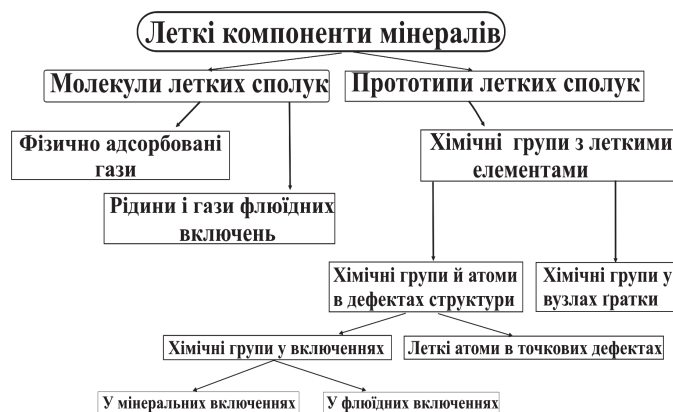 Леткі компоненти мінералів
Молекули летких сполук
Прототипи летких сполук
Фізично адсорбовані
гази
Хімічні групи з леткими
елементами
Рідини і гази флюїдних
включень
Хімічні групи й атоми
в дефектах структури
Хімічні групи у
вузлах ґратки
Хімічні групи у включеннях
Леткі атоми в точкових дефектах
У мінеральних включеннях
У флюїдних включеннях